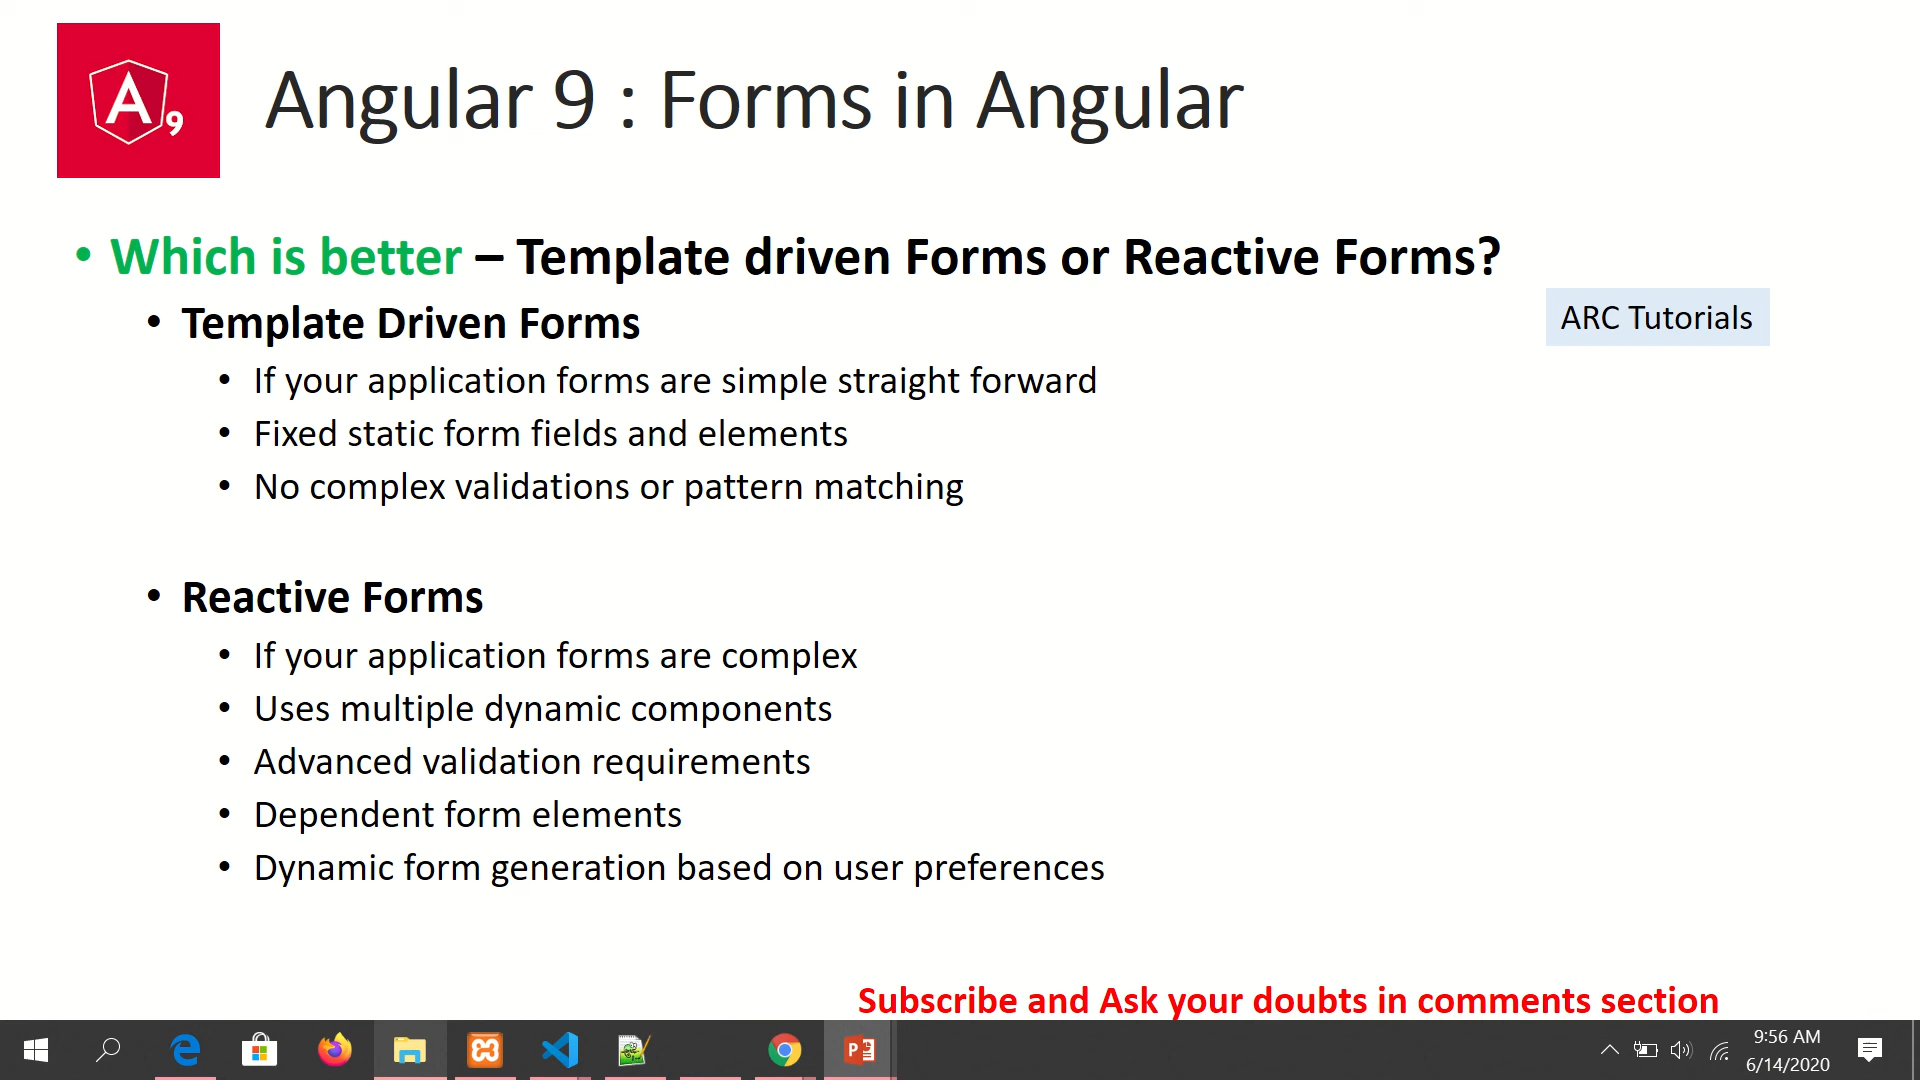 A9
Angular 9 : Forms in Angular
• Which is better – Template driven Forms or Reactive Forms?
• Template Driven Forms
ARC Tutorials
• If your application forms are simple straight forward
• Fixed static form fields and elements
• No complex validations or pattern matching
• Reactive Forms
• If your application forms are complex
• Uses multiple dynamic components
• Advanced validation requirements
• Dependent form elements
• Dynamic form generation based on user preferences
Subscribe and Ask your doubts in comments section
9:56 AM
6/14/2020